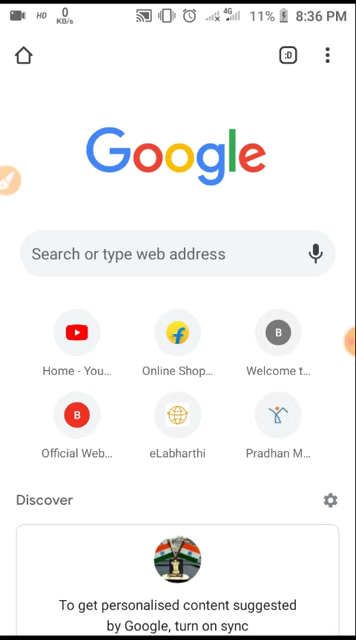 HD 0 KB/s 4G 11% 8:36 PM
:D
Google
Search or type web address
Home - You... Online Shop... B Welcome t...
B Official Web... eLabharthi Pradhan M...
Discover
To get personalised content suggested
by Google, turn on sync